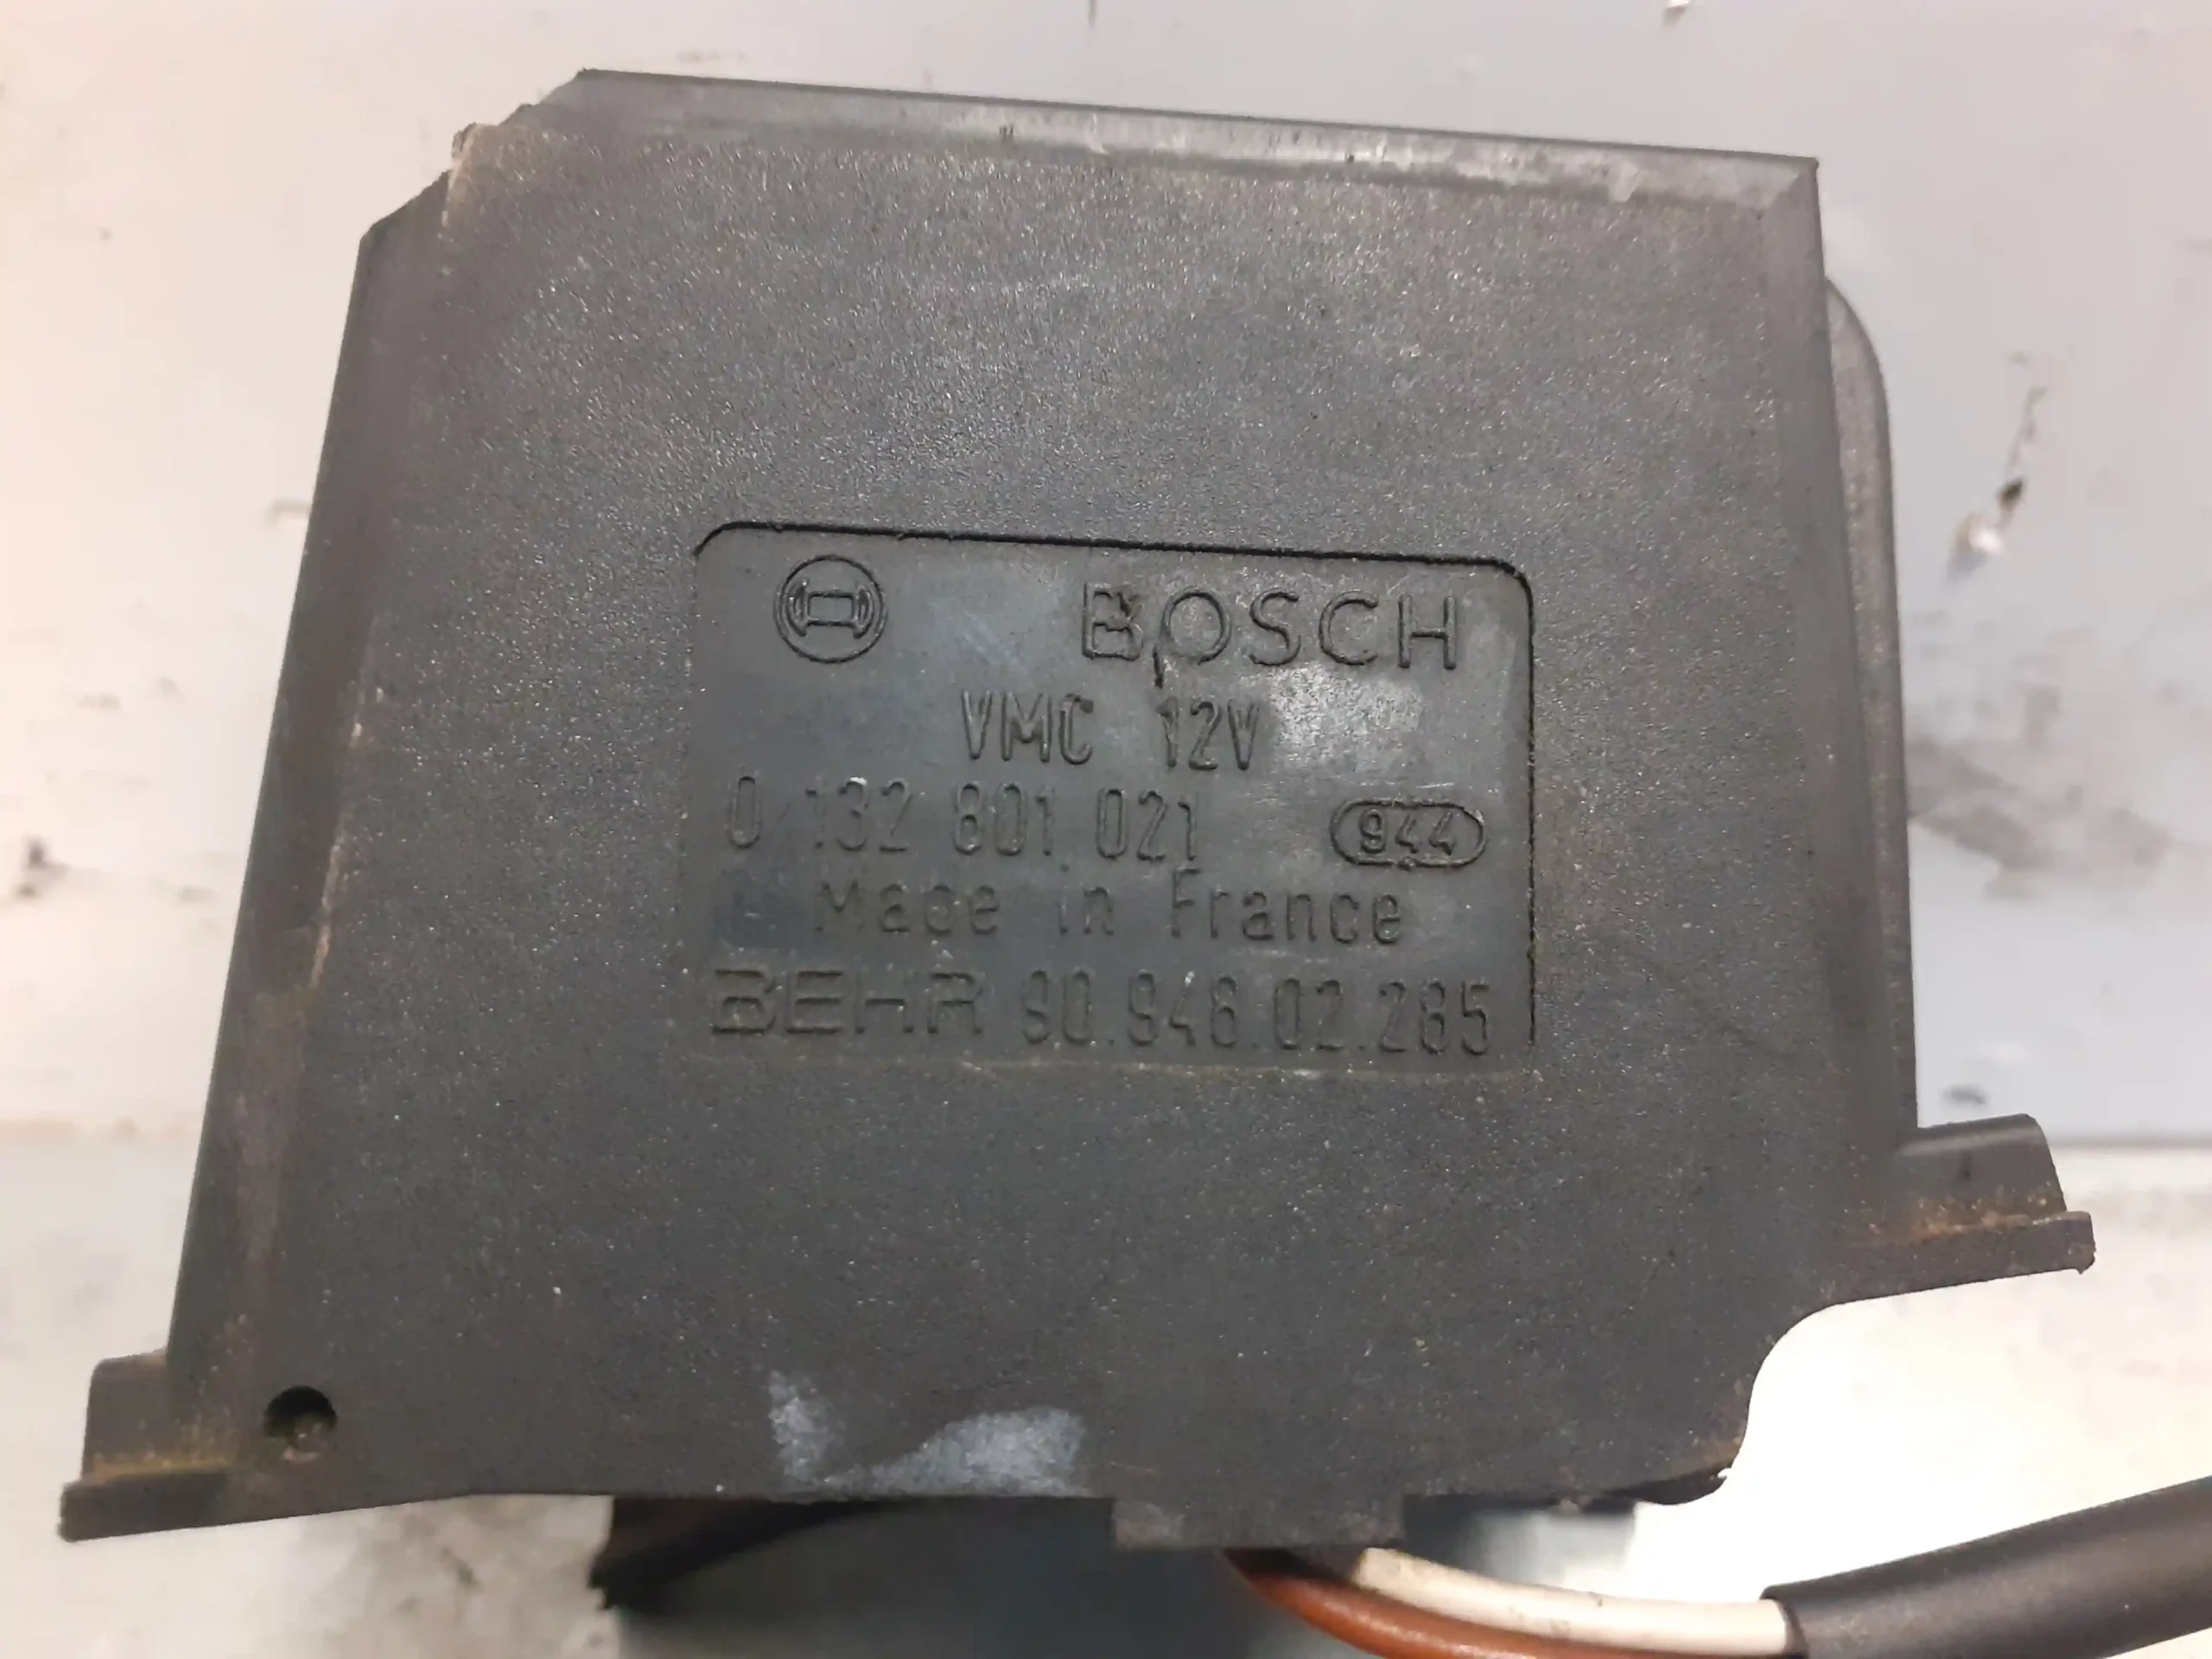 BOSCH
VMC 12V
0 132 801 021 944
Made in France
BEHR 90.946.02.285